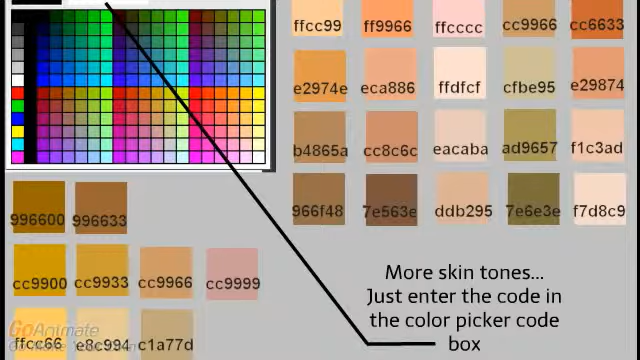 ffcc99 ff9966 ffcccc cc9966 cc6633
e2974e eca886 ffdfcf cfbe95 e29874
b4865a cc8c6c eacaba ad9657 f1c3ad
966f48 7e563e ddb295 7e6e3e f7d8c9
996600 996633
cc9900 cc9933 cc9966 cc9999
ffcc66 e8c994 c1a77d
GoAnimate
More skin tones...
Just enter the code in
the color picker code
box